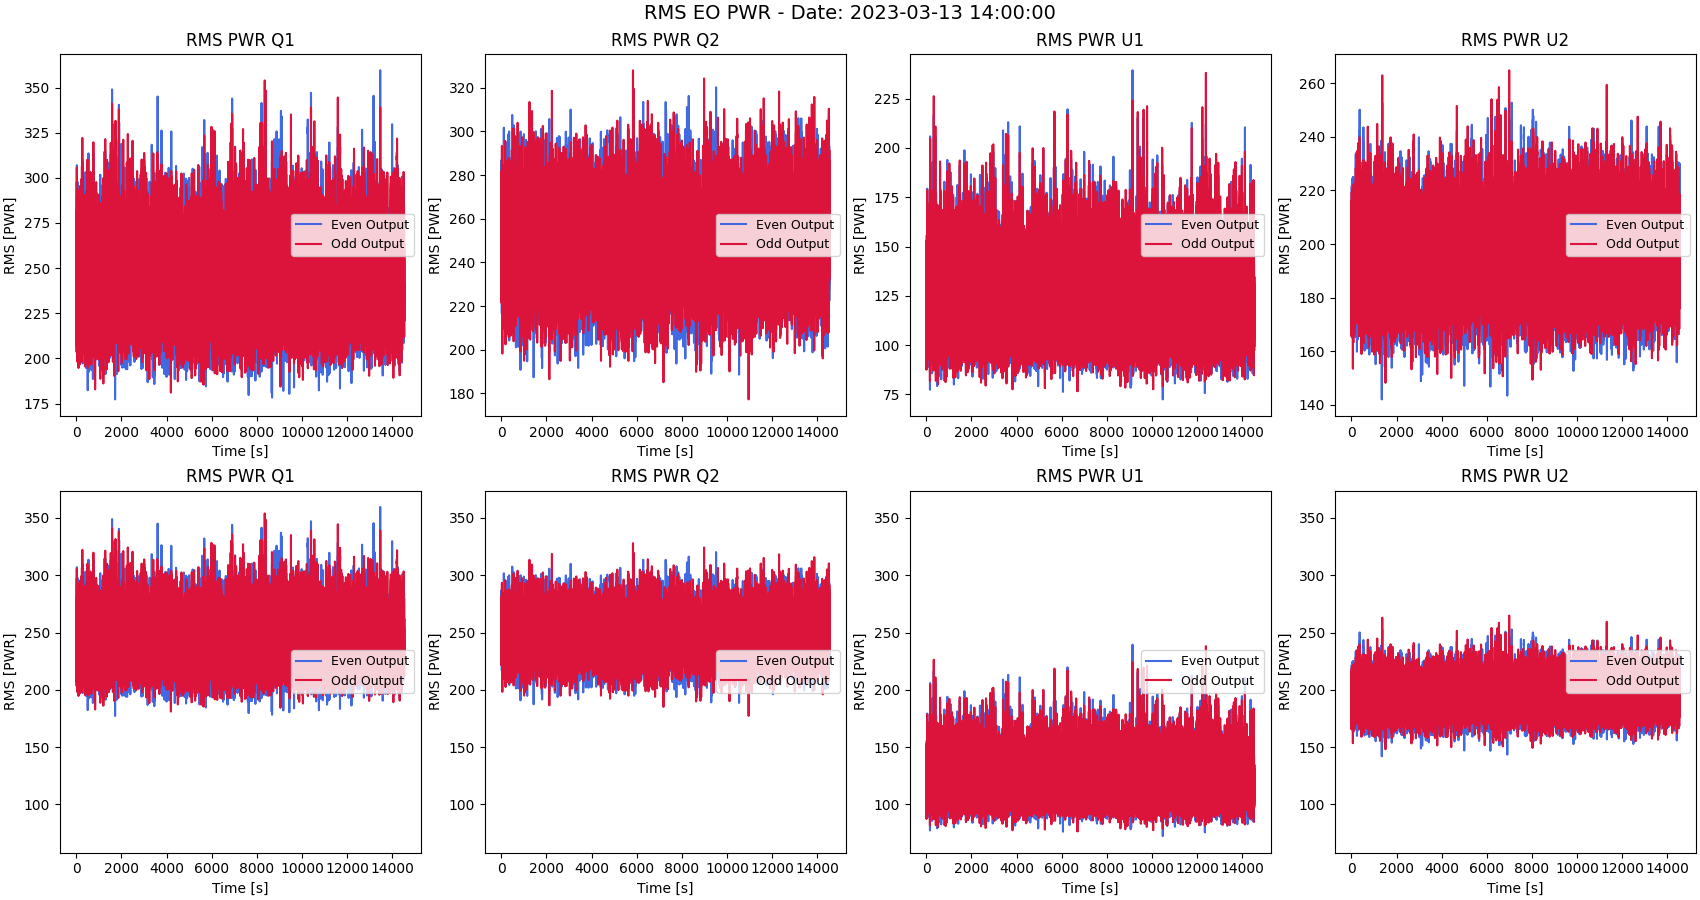 RMS EO PWR - Date: 2023-03-13 14:00:00
RMS PWR Q1
RMS [PWR]
350
325
300
275
250
225
200
175
0 2000 4000 6000 8000 10000 12000 14000
Time [s]
Even Output
Odd Output
RMS PWR Q2
RMS [PWR]
320
300
280
260
240
220
200
180
0 2000 4000 6000 8000 10000 12000 14000
Time [s]
Even Output
Odd Output
RMS PWR U1
RMS [PWR]
225
200
175
150
125
100
75
0 2000 4000 6000 8000 10000 12000 14000
Time [s]
Even Output
Odd Output
RMS PWR U2
RMS [PWR]
260
240
220
200
180
160
140
0 2000 4000 6000 8000 10000 12000 14000
Time [s]
Even Output
Odd Output
RMS PWR Q1
RMS [PWR]
350
300
250
200
150
100
0 2000 4000 6000 8000 10000 12000 14000
Time [s]
Even Output
Odd Output
RMS PWR Q2
RMS [PWR]
350
300
250
200
150
100
0 2000 4000 6000 8000 10000 12000 14000
Time [s]
Even Output
Odd Output
RMS PWR U1
RMS [PWR]
350
300
250
200
150
100
0 2000 4000 6000 8000 10000 12000 14000
Time [s]
Even Output
Odd Output
RMS PWR U2
RMS [PWR]
350
300
250
200
150
100
0 2000 4000 6000 8000 10000 12000 14000
Time [s]
Even Output
Odd Output